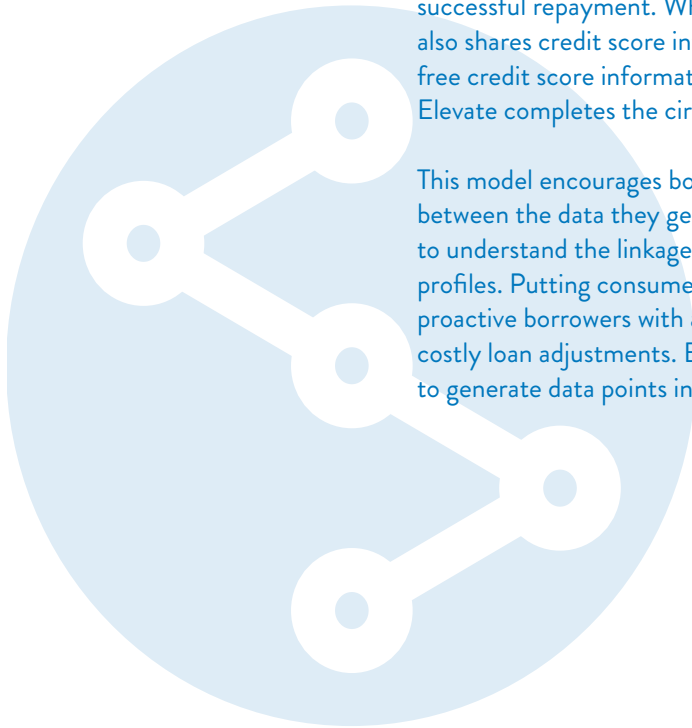 successful repayment. Wh
also shares credit score in
free credit score informat
Elevate completes the cir
This model encourages bo
between the data they ge
to understand the linkage
profiles. Putting consume
proactive borrowers with a
costly loan adjustments. E
to generate data points in